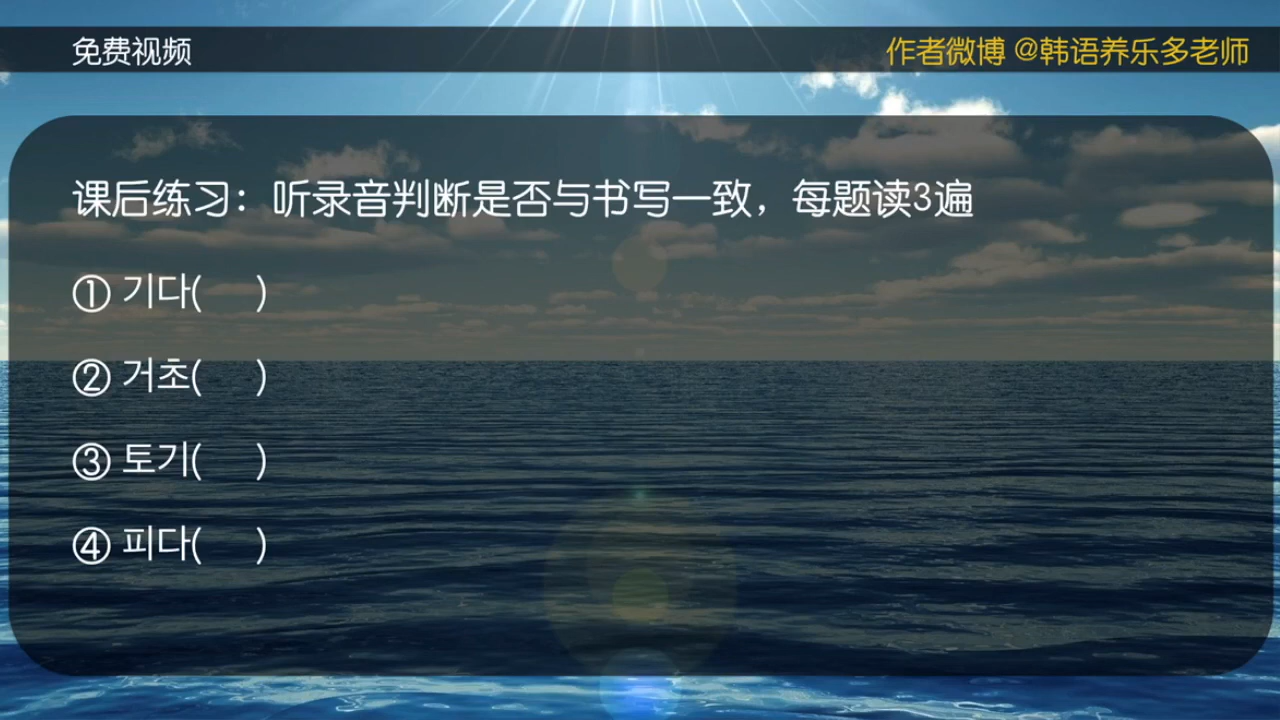 免费视频
作者微博 @韩语养乐多老师
课后练习：听录音判断是否与书写一致，每题读3遍
① 기다(     )
② 거초(     )
③ 토기(     )
④ 피다(     )